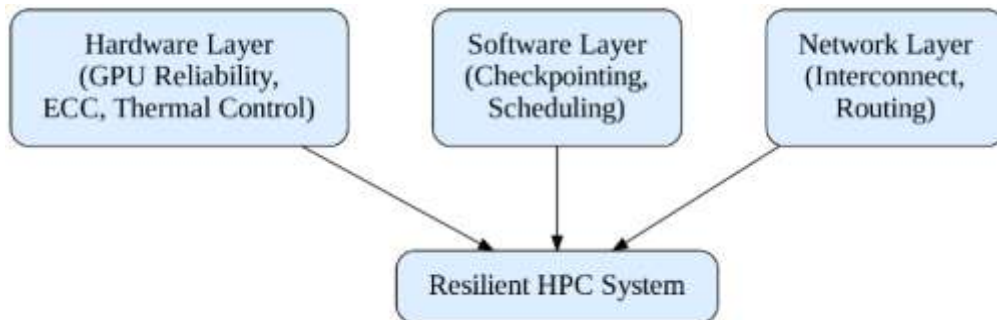 Hardware Layer
(GPU Reliability,
ECC, Thermal Control)
Software Layer
(Checkpointing,
Scheduling)
Network Layer
(Interconnect,
Routing)
Resilient HPC System